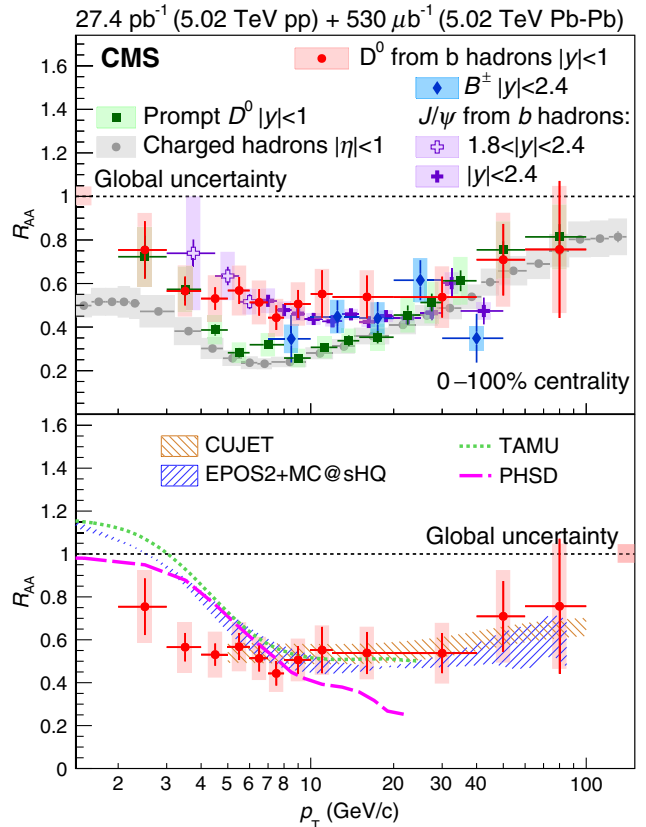 27.4 pb⁻¹ (5.02 TeV pp) + 530 μb⁻¹ (5.02 TeV Pb-Pb)
CMS
D⁰ from b hadrons |y|<1
B± |y|<2.4
Prompt D⁰ |y|<1
J/ψ from b hadrons:
Charged hadrons |η|<1
1.8<|y|<2.4
|y|<2.4
Global uncertainty
R_AA
1.6
1.4
1.2
1
0.8
0.6
0.4
0.2
0–100% centrality
1.6
1.4
1.2
1
0.8
0.6
0.4
0.2
0
CUJET
TAMU
EPOS2+MC@sHQ
PHSD
Global uncertainty
R_AA
2 3 4 5 6 7 8 10 20 30 40 100
p_T (GeV/c)